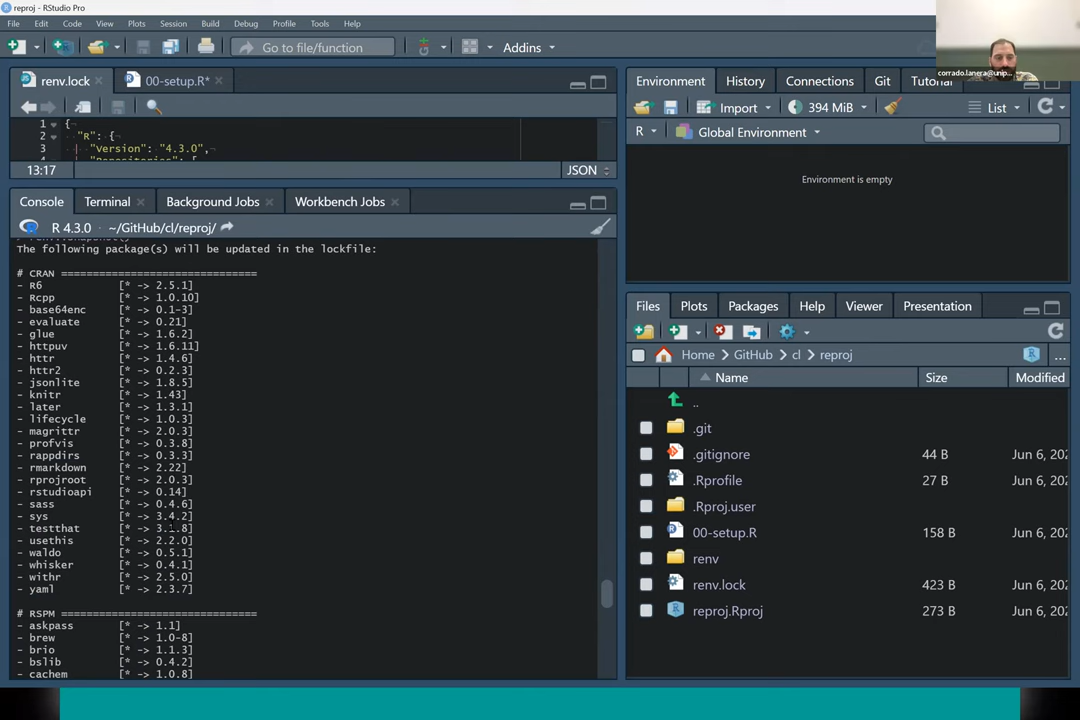 reproj - RStudio Pro
File Edit Code View Plots Session Build Debug Profile Tools Help
Go to file/function Addins
corrado.lanera@unip...
renv.lock 00-setup.R*
1 {
2 "R": {
3 "Version": "4.3.0",
4 "Repositories": [
13:17 JSON
Console Terminal Background Jobs Workbench Jobs
R 4.3.0 · ~/GitHub/cl/reproj/
The following package(s) will be updated in the lockfile:
# CRAN ===============================
- R6 [* -> 2.5.1]
- Rcpp [* -> 1.0.10]
- base64enc [* -> 0.1-3]
- evaluate [* -> 0.21]
- glue [* -> 1.6.2]
- httpuv [* -> 1.6.11]
- httr [* -> 1.4.6]
- httr2 [* -> 0.2.3]
- jsonlite [* -> 1.8.5]
- knitr [* -> 1.43]
- later [* -> 1.3.1]
- lifecycle [* -> 1.0.3]
- magrittr [* -> 2.0.3]
- profvis [* -> 0.3.8]
- rappdirs [* -> 0.3.3]
- rmarkdown [* -> 2.22]
- rprojroot [* -> 2.0.3]
- rstudioapi [* -> 0.14]
- sass [* -> 0.4.6]
- sys [* -> 3.4.2]
- testthat [* -> 3.1.8]
- usethis [* -> 2.2.0]
- waldo [* -> 0.5.1]
- whisker [* -> 0.4.1]
- withr [* -> 2.5.0]
- yaml [* -> 2.3.7]
# RSPM ===============================
- askpass [* -> 1.1]
- brew [* -> 1.0-8]
- brio [* -> 1.1.3]
- bslib [* -> 0.4.2]
- cachem [* -> 1.0.8]
Environment History Connections Git Tutorial
Import 394 MiB List
R Global Environment
Environment is empty
Files Plots Packages Help Viewer Presentation
Home GitHub cl reproj ...
Name Size Modified
..
.git
.gitignore 44 B Jun 6, 202
.Rprofile 27 B Jun 6, 202
.Rproj.user
00-setup.R 158 B Jun 6, 202
renv
renv.lock 423 B Jun 6, 202
reproj.Rproj 273 B Jun 6, 202